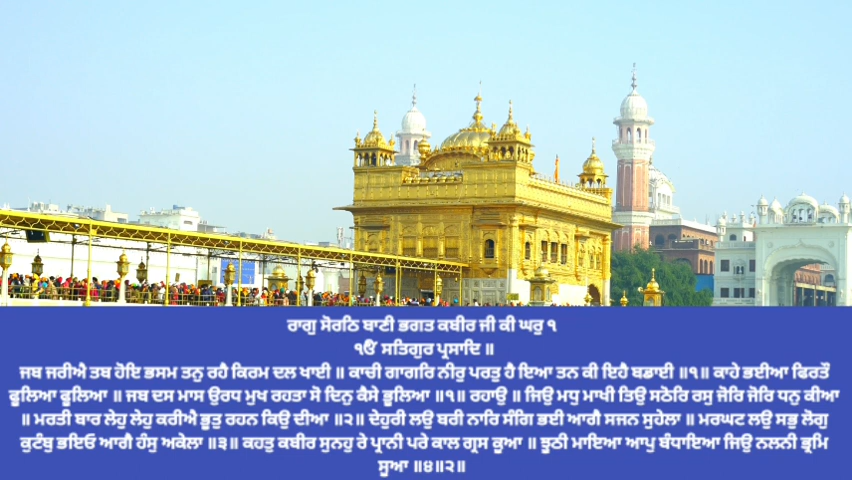 ਰਾਗੁ ਸੋਰਠਿ ਬਾਣੀ ਭਗਤ ਕਬੀਰ ਜੀ ਕੀ ਘਰੁ ੧
ੴ ਸਤਿਗੁਰ ਪ੍ਰਸਾਦਿ ॥
ਜਬ ਜਰੀਐ ਤਬ ਹੋਇ ਭਸਮ ਤਨੁ ਰਹੈ ਕਿਰਮ ਦਲ ਖਾਈ ॥ ਕਾਚੀ ਗਾਗਰਿ ਨੀਰੁ ਪਰਤੁ ਹੈ ਇਆ ਤਨ ਕੀ ਇਹੈ ਬਡਾਈ ॥੧॥ ਕਾਹੇ ਭਈਆ ਫਿਰਤੌ
ਫੂਲਿਆ ਫੂਲਿਆ ॥ ਜਬ ਦਸ ਮਾਸ ਉਰਧ ਮੁਖ ਰਹਤਾ ਸੋ ਦਿਨੁ ਕੈਸੇ ਭੂਲਿਆ ॥੧॥ ਰਹਾਉ ॥ ਜਿਉ ਮਧੁ ਮਾਖੀ ਤਿਉ ਸਠੋਰਿ ਰਸੁ ਜੋਰਿ ਜੋਰਿ ਧਨੁ ਕੀਆ
॥ ਮਰਤੀ ਬਾਰ ਲੇਹੁ ਲੇਹੁ ਕਰੀਐ ਭੂਤੁ ਰਹਨ ਕਿਉ ਦੀਆ ॥੨॥ ਦੇਹੁਰੀ ਲਉ ਬਰੀ ਨਾਰਿ ਸੰਗਿ ਭਈ ਆਗੈ ਸਜਨ ਸੁਹੇਲਾ ॥ ਮਰਘਟ ਲਉ ਸਭੁ ਲੋਗੁ
ਕੁਟੰਬੁ ਭਇਓ ਆਗੈ ਹੰਸੁ ਅਕੇਲਾ ॥੩॥ ਕਹਤੁ ਕਬੀਰ ਸੁਨਹੁ ਰੇ ਪ੍ਰਾਨੀ ਪਰੇ ਕਾਲ ਗ੍ਰਸ ਕੂਆ ॥ ਝੂਠੀ ਮਾਇਆ ਆਪੁ ਬੰਧਾਇਆ ਜਿਉ ਨਲਨੀ ਭ੍ਰਮਿ
ਸੂਆ ॥੪॥੨॥